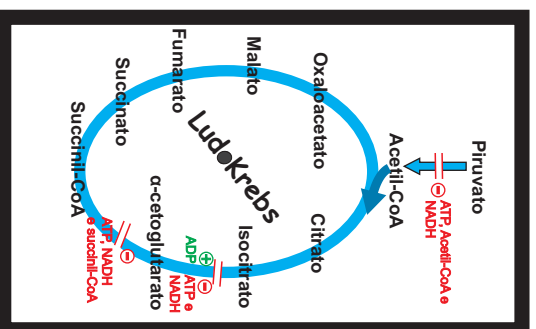 Piruvato
ATP, Acetil-CoA e
NADH
Acetil-CoA
Oxaloacetato
Citrato
Malato
Isocitrato
ATP e
NADH
ADP
Fumarato
LudoKrebs
α-cetoglutarato
Succinato
ATP, NADH
e succinil-CoA
Succinil-CoA